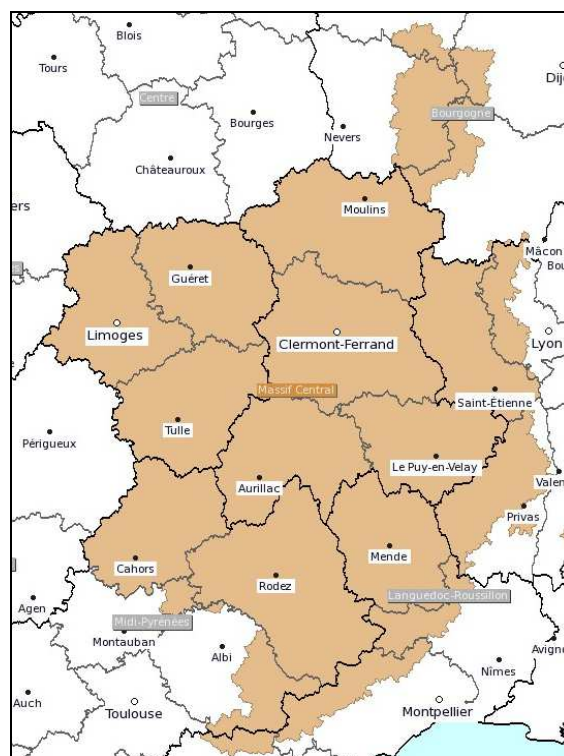 Blois
Tours
Dij
Centre
Bourgogne
Bourges
Nevers
Châteauroux
Moulins
ers
Mâcon
Bou
Guéret
Limoges
Clermont-Ferrand
Lyon
Massif Central
Saint-Étienne
Tulle
Périgueux
Le Puy-en-Velay
Valen
Aurillac
Privas
Mende
Cahors
Rodez
Languedoc-Roussillon
Agen
Midi-Pyrénées
Montauban
Albi
Avign
Nîmes
Auch
Toulouse
Montpellier